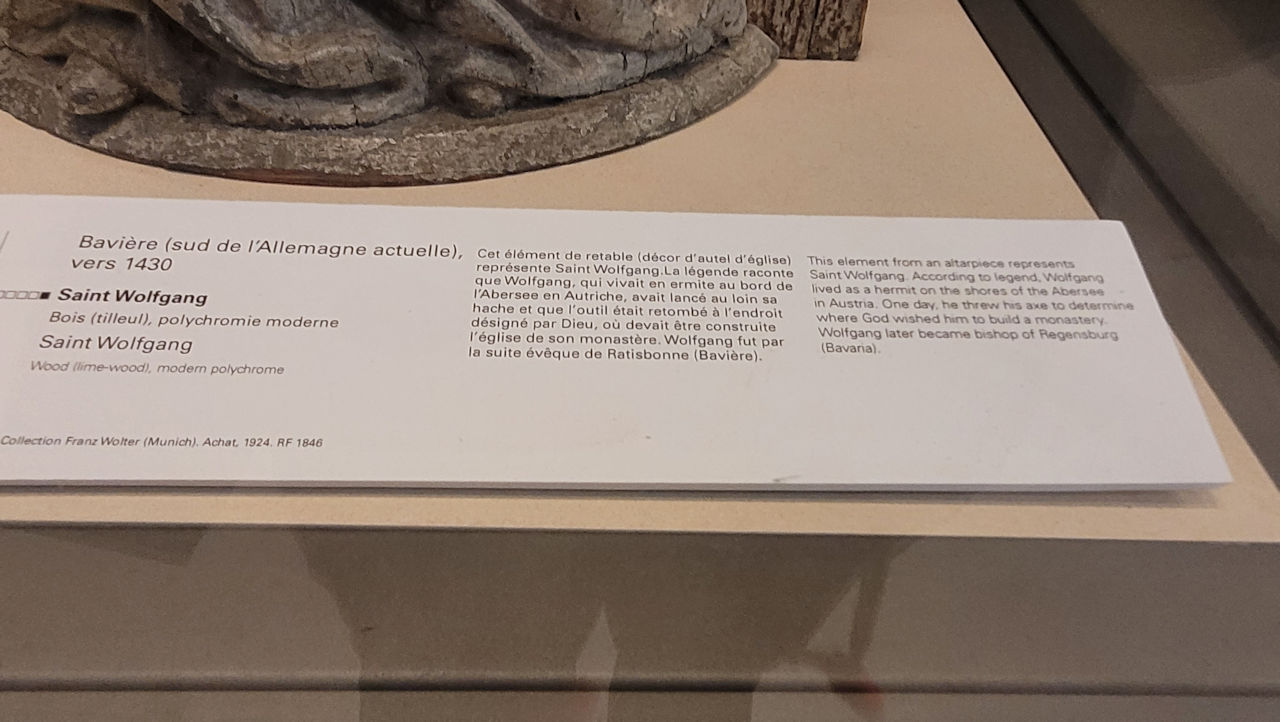 Bavière (sud de l'Allemagne actuelle),
vers 1430
Saint Wolfgang
Bois (tilleul), polychromie moderne
Saint Wolfgang
Wood (lime-wood), modern polychrome
Collection Franz Wolter (Munich). Achat, 1924. RF 1846
Cet élément de retable (décor d'autel d'église)
représente Saint Wolfgang.La légende raconte
que Wolfgang, qui vivait en ermite au bord de
l'Abersee en Autriche, avait lancé au loin sa
hache et que l'outil était retombé à l'endroit
désigné par Dieu, où devait être construite
l'église de son monastère. Wolfgang fut par
la suite évêque de Ratisbonne (Bavière).
This element from an altarpiece represents
Saint Wolfgang. According to legend, Wolfgang
lived as a hermit on the shores of the Abersee
in Austria. One day, he threw his axe to determine
where God wished him to build a monastery.
Wolfgang later became bishop of Regensburg
(Bavaria).